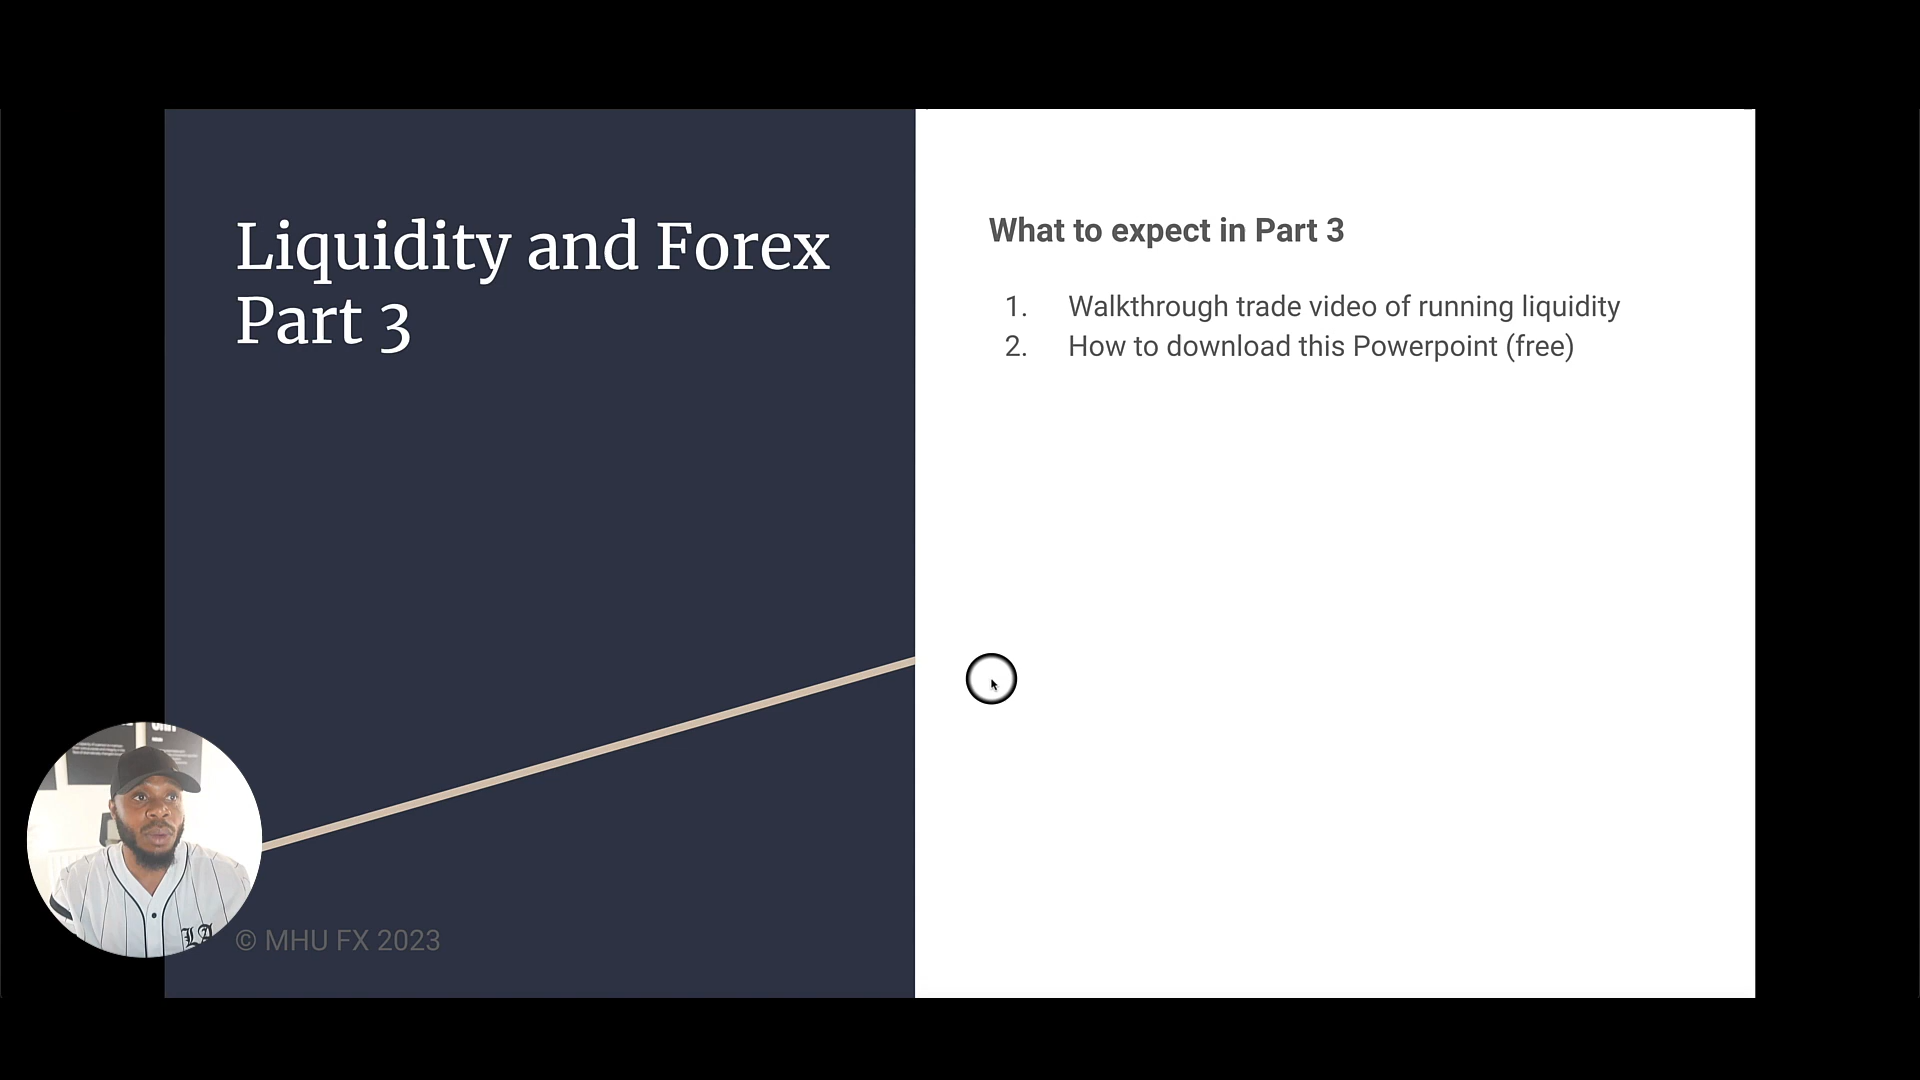 Liquidity and Forex
Part 3
What to expect in Part 3
1. Walkthrough trade video of running liquidity
2. How to download this Powerpoint (free)
LA
© MHU FX 2023